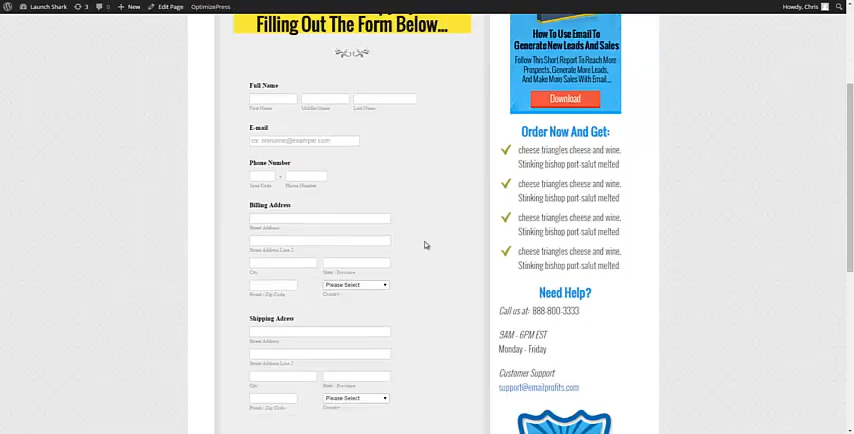 Launch Shark
3
0
New
Edit Page
OptimizePress
Howdy, Chris
Filling Out The Form Below...
Full Name
First Name
Middle Name
Last Name
E-mail
ex: myname@example.com
Phone Number
-
Area Code
Phone Number
Billing Address
Street Address
Street Address Line 2
City
State / Province
Please Select
Postal / Zip Code
Country
Shipping Adress
Street Address
Street Address Line 2
City
State / Province
Please Select
Postal / Zip Code
Country
How To Use Email To
Generate New Leads And Sales
Follow This Short Report To Reach More
Prospects, Generate More Leads,
And Make More Sales With Email...
Download
Order Now And Get:
cheese triangles cheese and wine.
Stinking bishop port-salut melted
cheese triangles cheese and wine.
Stinking bishop port-salut melted
cheese triangles cheese and wine.
Stinking bishop port-salut melted
cheese triangles cheese and wine.
Stinking bishop port-salut melted
Need Help?
Call us at: 888-800-3333
9AM - 6PM EST
Monday - Friday
Customer Support
support@emailprofits.com